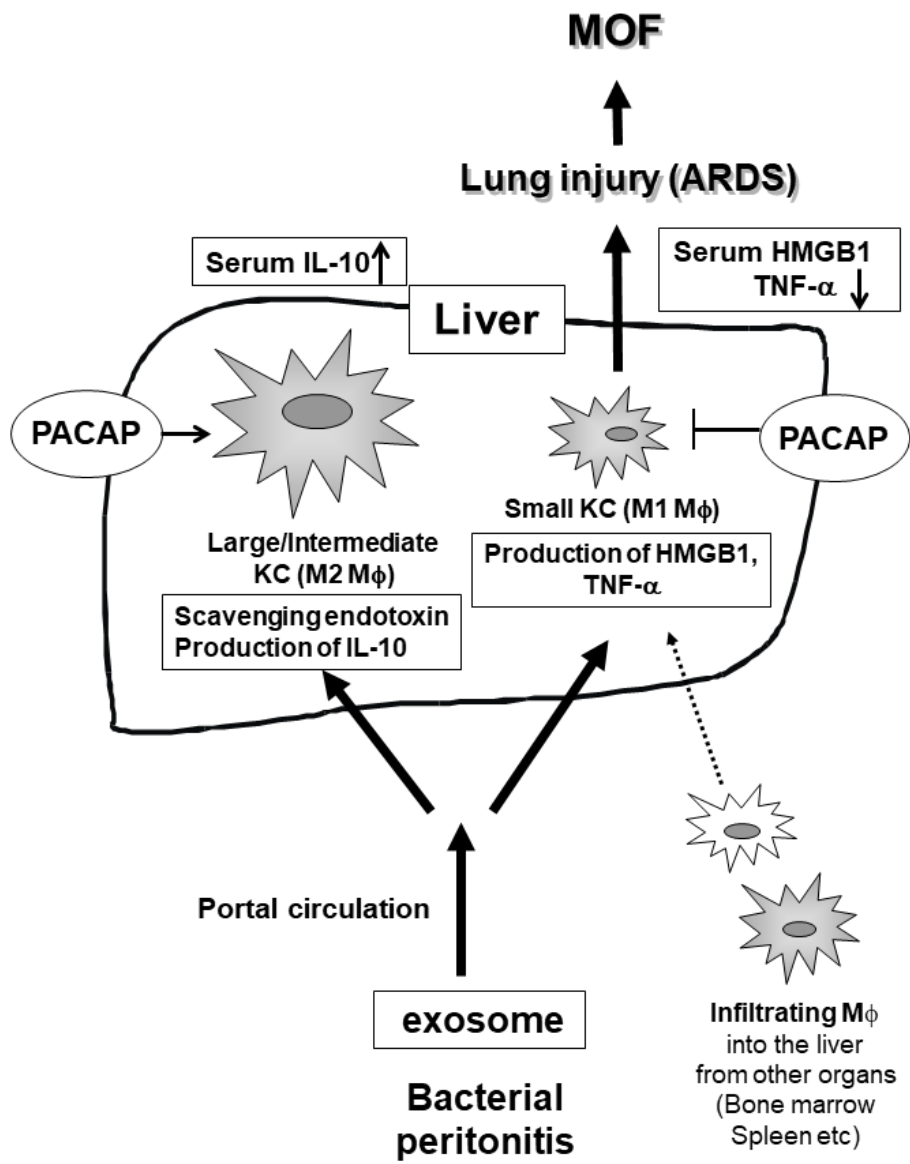 MOF
Lung injury (ARDS)
Serum IL-10↑
Serum HMGB1
TNF-α ↓
Liver
PACAP
PACAP
Small KC (M1 Mϕ)
Large/Intermediate
KC (M2 Mϕ)
Production of HMGB1,
TNF-α
Scavenging endotoxin
Production of IL-10
Portal circulation
exosome
Infiltrating Mϕ
into the liver
from other organs
(Bone marrow
Spleen etc)
Bacterial
peritonitis